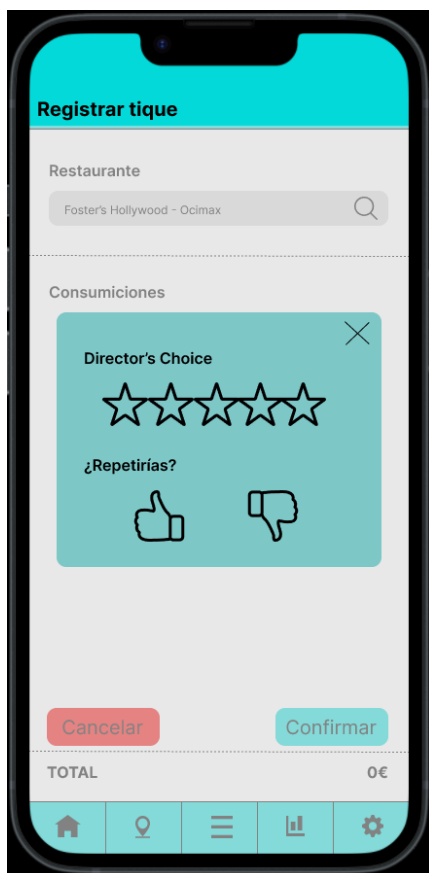 Registrar tique
Restaurante
Foster's Hollywood - Ocimax
Consumiciones
Director's Choice
¿Repetirías?
Cancelar
Confirmar
TOTAL
0€